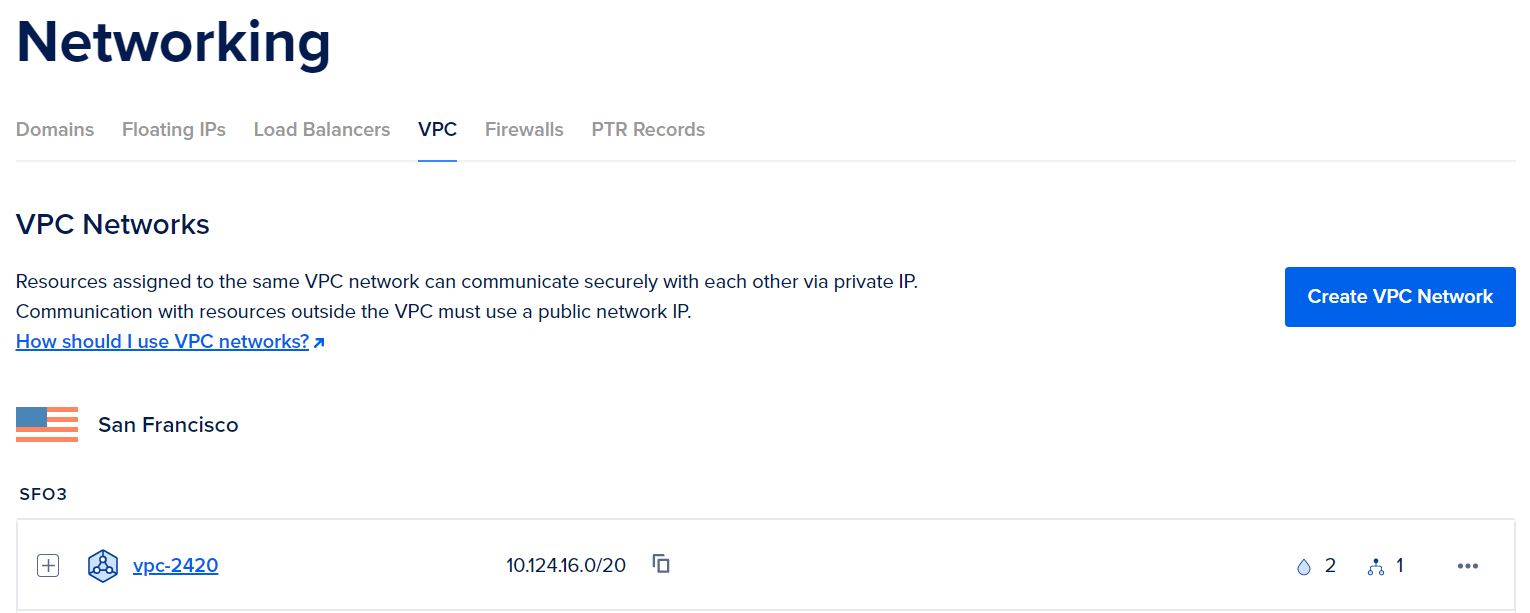 Networking
Domains Floating IPs Load Balancers VPC Firewalls PTR Records
VPC Networks
Resources assigned to the same VPC network can communicate securely with each other via private IP.
Communication with resources outside the VPC must use a public network IP.
How should I use VPC networks?
Create VPC Network
San Francisco
SFO3
vpc-2420 10.124.16.0/20 2 1